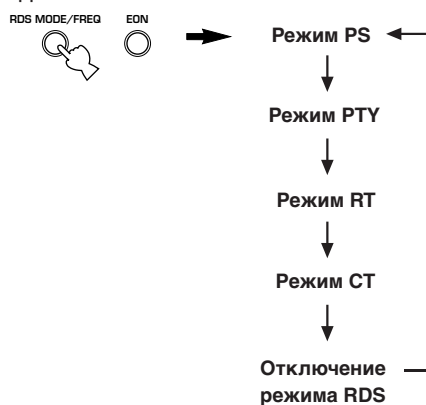 RDS MODE/FREQ EON
Режим PS
Режим PTY
Режим RT
Режим CT
Отключение
режима RDS